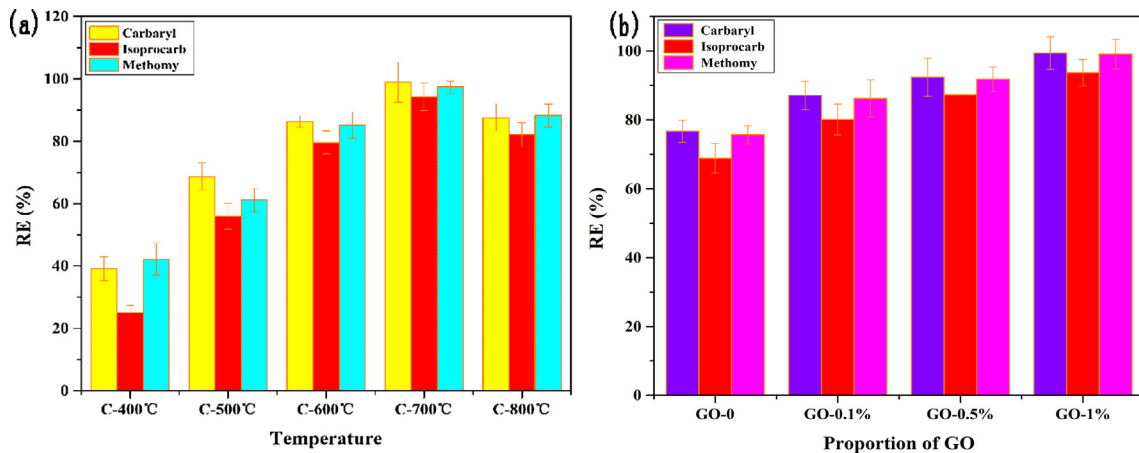 (a)
Carbaryl
Isoprocarb
Methomy
RE (%)
120
100
80
60
40
20
0
C-400℃ C-500℃ C-600℃ C-700℃ C-800℃
Temperature
(b)
Carbaryl
Isoprocarb
Methomy
RE (%)
100
80
60
40
20
0
GO-0 GO-0.1% GO-0.5% GO-1%
Proportion of GO